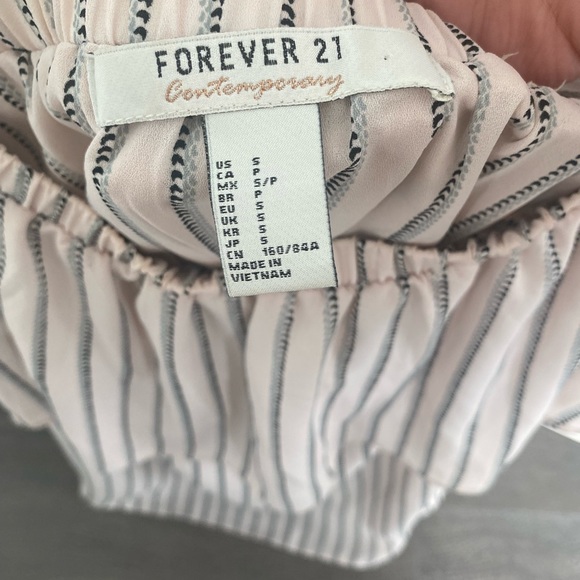 FOREVER 21
Contemporary
US S
CA P
MX S/P
BR P
EU S
UK S
KR S
JP S
CN 160/84A
MADE IN
VIETNAM